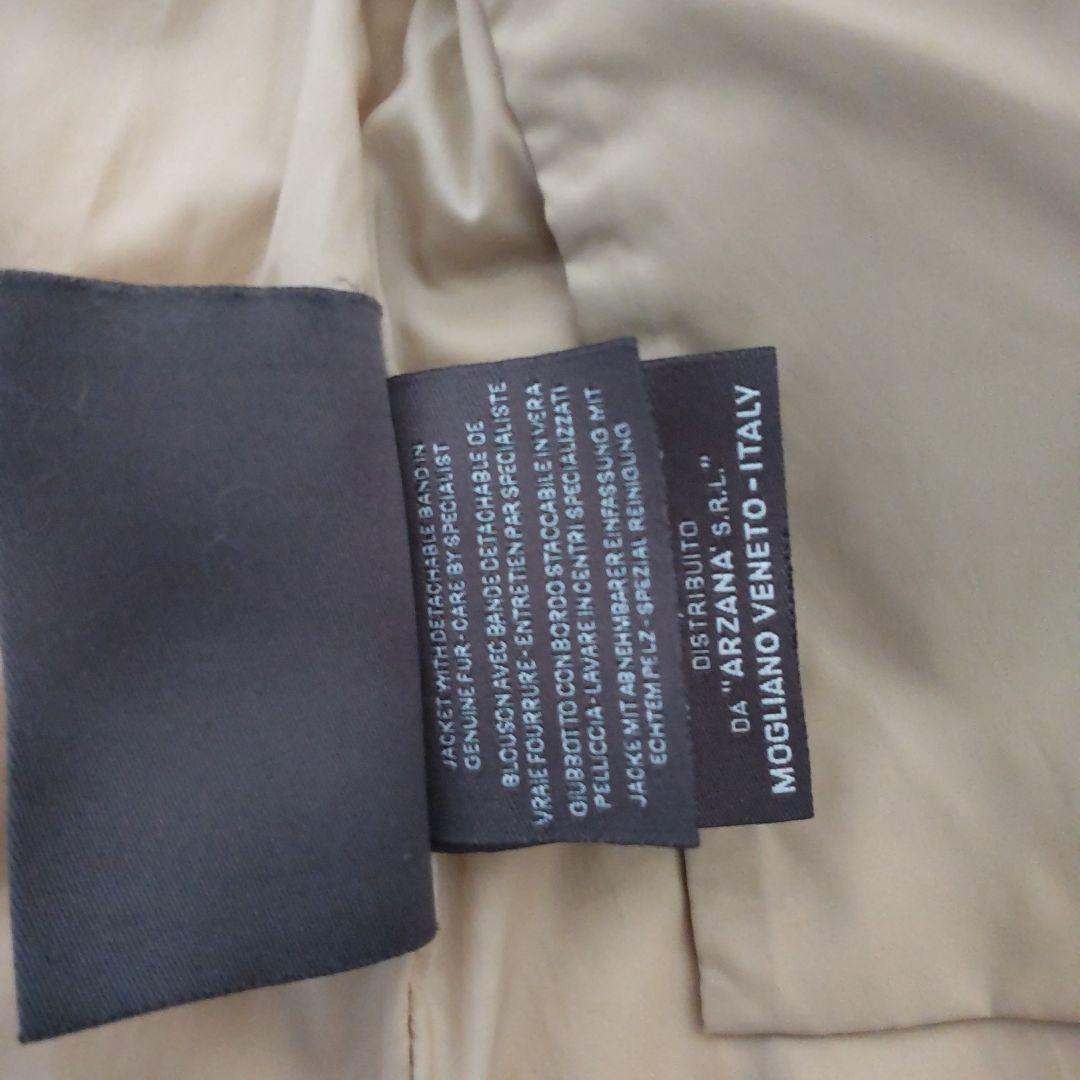 JACKET WITH DETACHABLE BAND IN
GENUINE FUR - CARE BY SPECIALIST
BLOUSON AVEC BANDE DETACHABLE DE
VRAIE FOURRURE - ENTRETIEN PAR SPECIALISTE
GIUBBOTTO CON BORDO STACCABILE IN VERA
PELLICCIA - LAVARE IN CENTRI SPECIALIZZATI
JACKE MIT ABNEHMBARER EINFASSUNG MIT
ECHTEM PELZ - SPEZIAL REINIGUNG
DISTRIBUITO
DA "ARZANA' S.R.L."
MOGLIANO VENETO - ITALY